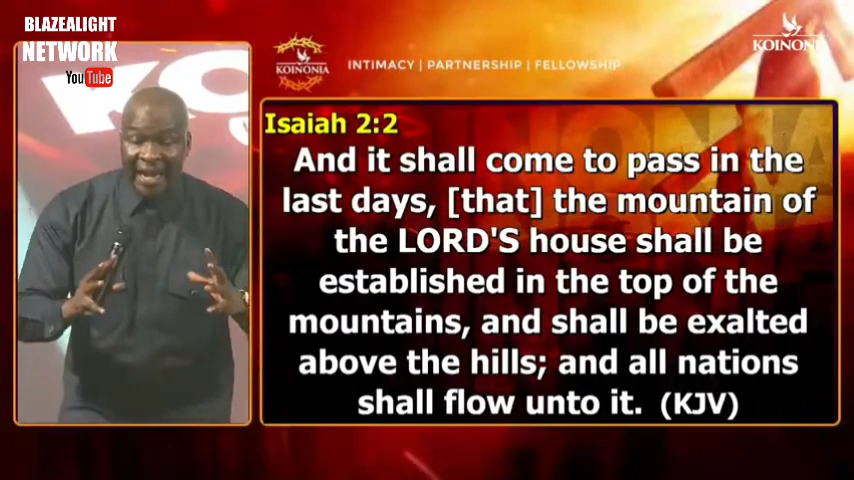 BLAZEALIGHT
NETWORK
YouTube
KOINONIA
INTIMACY | PARTNERSHIP | FELLOWSHIP
KOINONIA
Isaiah 2:2
And it shall come to pass in the
last days, [that] the mountain of
the LORD'S house shall be
established in the top of the
mountains, and shall be exalted
above the hills; and all nations
shall flow unto it. (KJV)